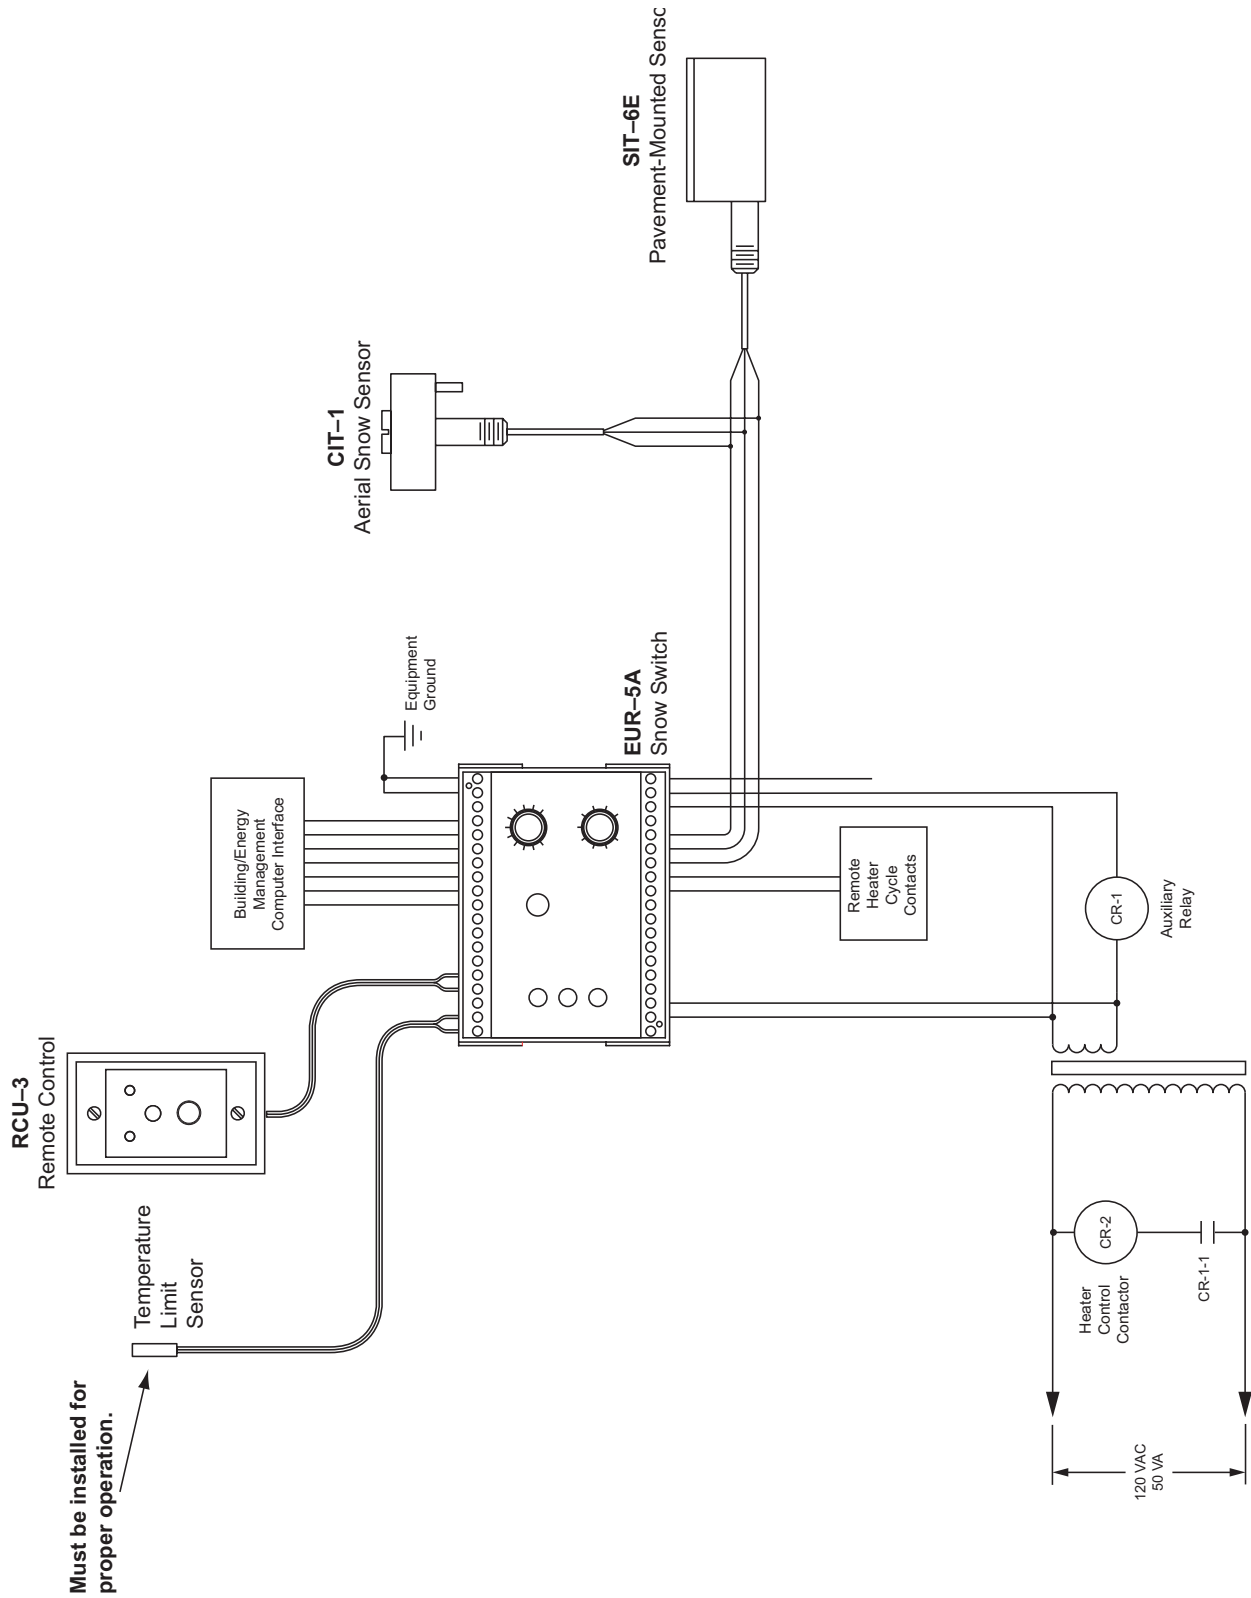 Must be installed for
proper operation.
Temperature
Limit
Sensor
RCU–3
Remote Control
Building/Energy
Management
Computer Interface
Equipment
Ground
CIT–1
Aerial Snow Sensor
SIT–6E
Pavement-Mounted Senso
EUR–5A
Snow Switch
Remote
Heater
Cycle
Contacts
CR-1
Auxiliary
Relay
CR-2
Heater
Control
Contactor
CR-1-1
120 VAC
50 VA